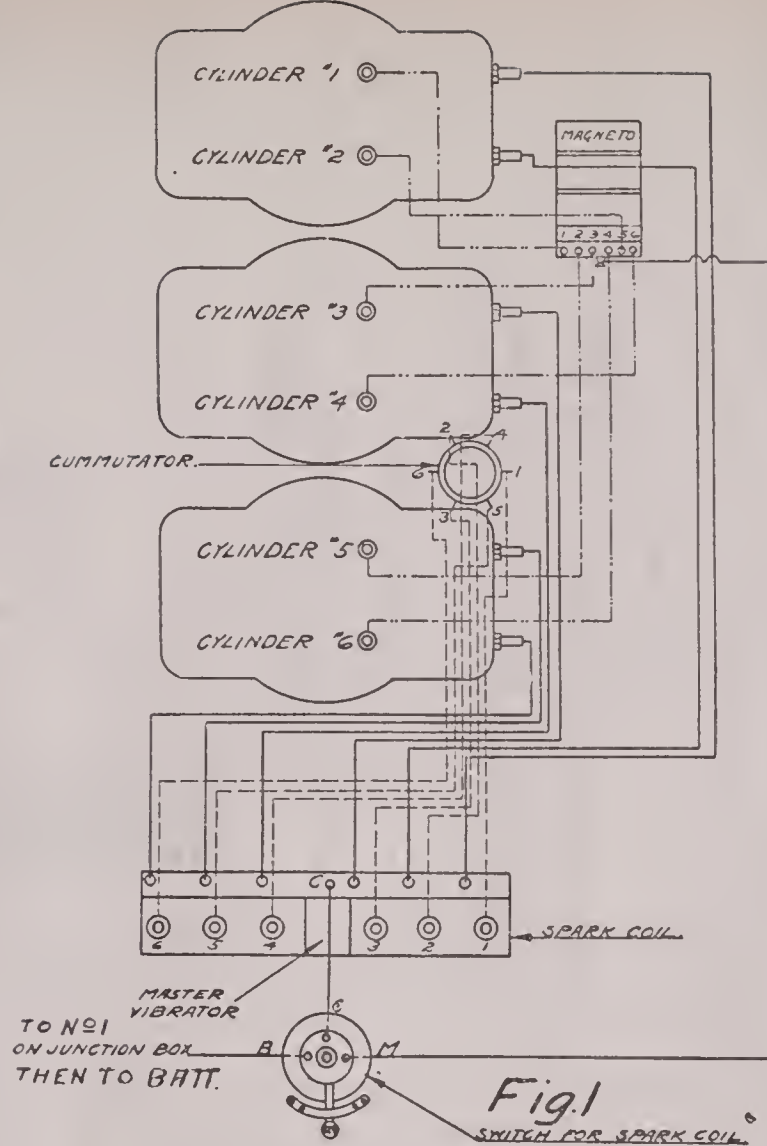 CYLINDER #1
CYLINDER #2
MAGNETO
1 2 3 4 5 6
CYLINDER #3
CYLINDER #4
CUMMUTATOR.
2 4
6 1
3 5
CYLINDER #5
CYLINDER #6
C
6 5 4 3 2 1
SPARK COIL.
MASTER
VIBRATOR
C
TO Nº1
ON JUNCTION BOX
THEN TO BATT.
B M
Fig.1
SWITCH FOR SPARK COIL